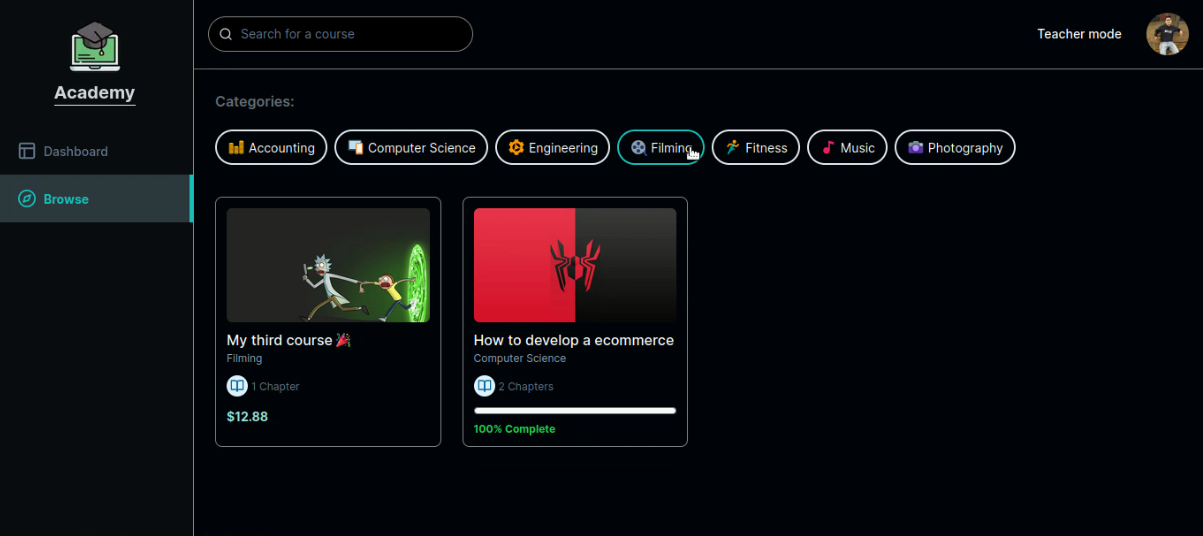 Academy
Dashboard
Browse
Search for a course
Teacher mode
Categories:
Accounting
Computer Science
Engineering
Filming
Fitness
Music
Photography
My third course 🎉
Filming
1 Chapter
$12.88
How to develop a ecommerce
Computer Science
2 Chapters
100% Complete